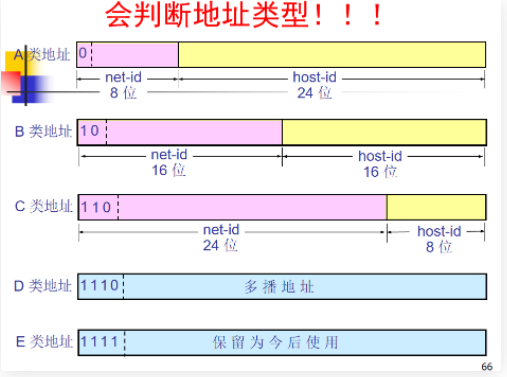 会判断地址类型！！！
A 类地址 0
net-id host-id
8 位 24 位
B 类地址 10
net-id host-id
16 位 16 位
C 类地址 110
net-id host-id
24 位 8 位
D 类地址 1110 多播地址
E 类地址 1111 保留为今后使用
66